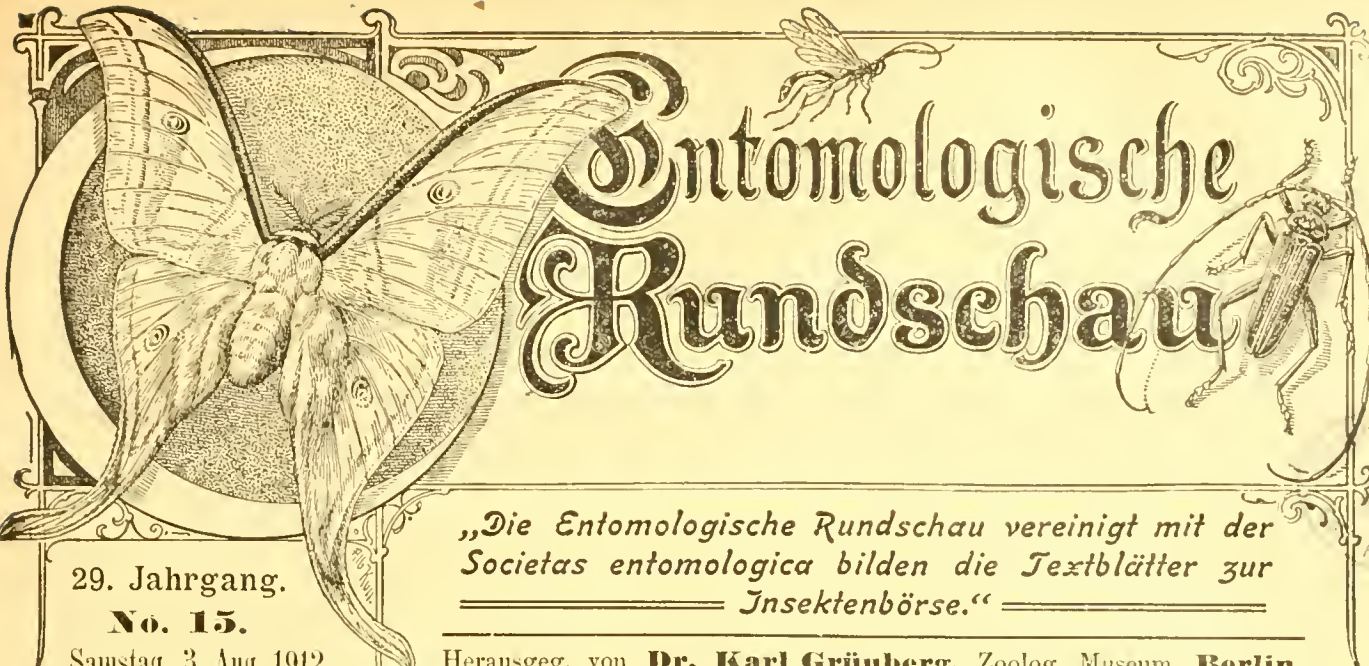 Entomologische
Rundschau
„Die Entomologische Rundschau vereinigt mit der
Societas entomologica bilden die Textblätter zur
Insektenbörse.“
29. Jahrgang.
No. 15.
Samstag, 3. Aug. 1912.
Herausgeg. von Dr. Karl Grünberg, Zoolog. Museum, Berlin.